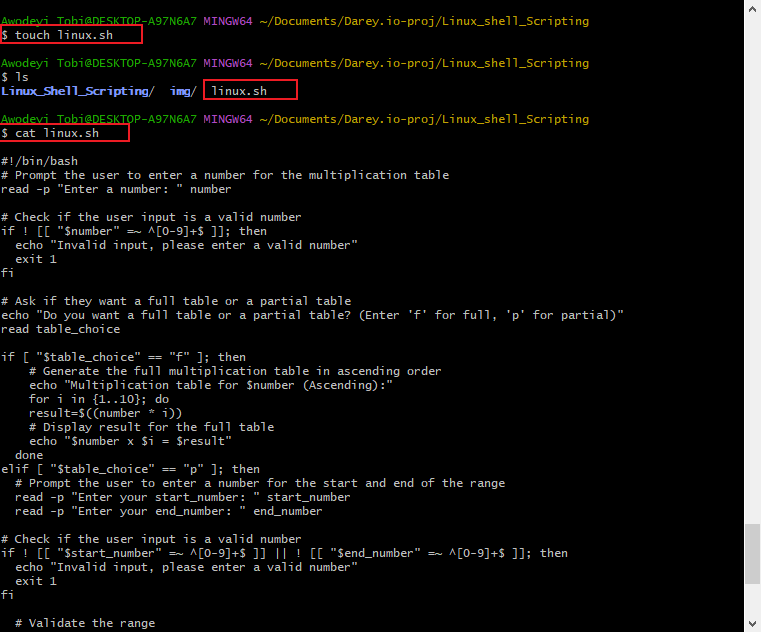 Awodeyi Tobi@DESKTOP-A97N6A7 MINGW64 ~/Documents/Darey.io-proj/Linux_shell_Scripting
$ touch linux.sh

Awodeyi Tobi@DESKTOP-A97N6A7 MINGW64 ~/Documents/Darey.io-proj/Linux_shell_Scripting
$ ls
Linux_Shell_Scripting/  img/  linux.sh

Awodeyi Tobi@DESKTOP-A97N6A7 MINGW64 ~/Documents/Darey.io-proj/Linux_shell_Scripting
$ cat linux.sh

#!/bin/bash
# Prompt the user to enter a number for the multiplication table
read -p "Enter a number: " number

# Check if the user input is a valid number
if ! [[ "$number" =~ ^[0-9]+$ ]]; then
  echo "Invalid input, please enter a valid number"
  exit 1
fi

# Ask if they want a full table or a partial table
echo "Do you want a full table or a partial table? (Enter 'f' for full, 'p' for partial)"
read table_choice

if [ "$table_choice" == "f" ]; then
    # Generate the full multiplication table in ascending order
    echo "Multiplication table for $number (Ascending):"
    for i in {1..10}; do
    result=$((number * i))
    # Display result for the full table
    echo "$number x $i = $result"
  done
elif [ "$table_choice" == "p" ]; then
  # Prompt the user to enter a number for the start and end of the range
  read -p "Enter your start_number: " start_number
  read -p "Enter your end_number: " end_number

# Check if the user input is a valid number
if ! [[ "$start_number" =~ ^[0-9]+$ ]] || ! [[ "$end_number" =~ ^[0-9]+$ ]]; then
  echo "Invalid input, please enter a valid number"
  exit 1
fi

  # Validate the range